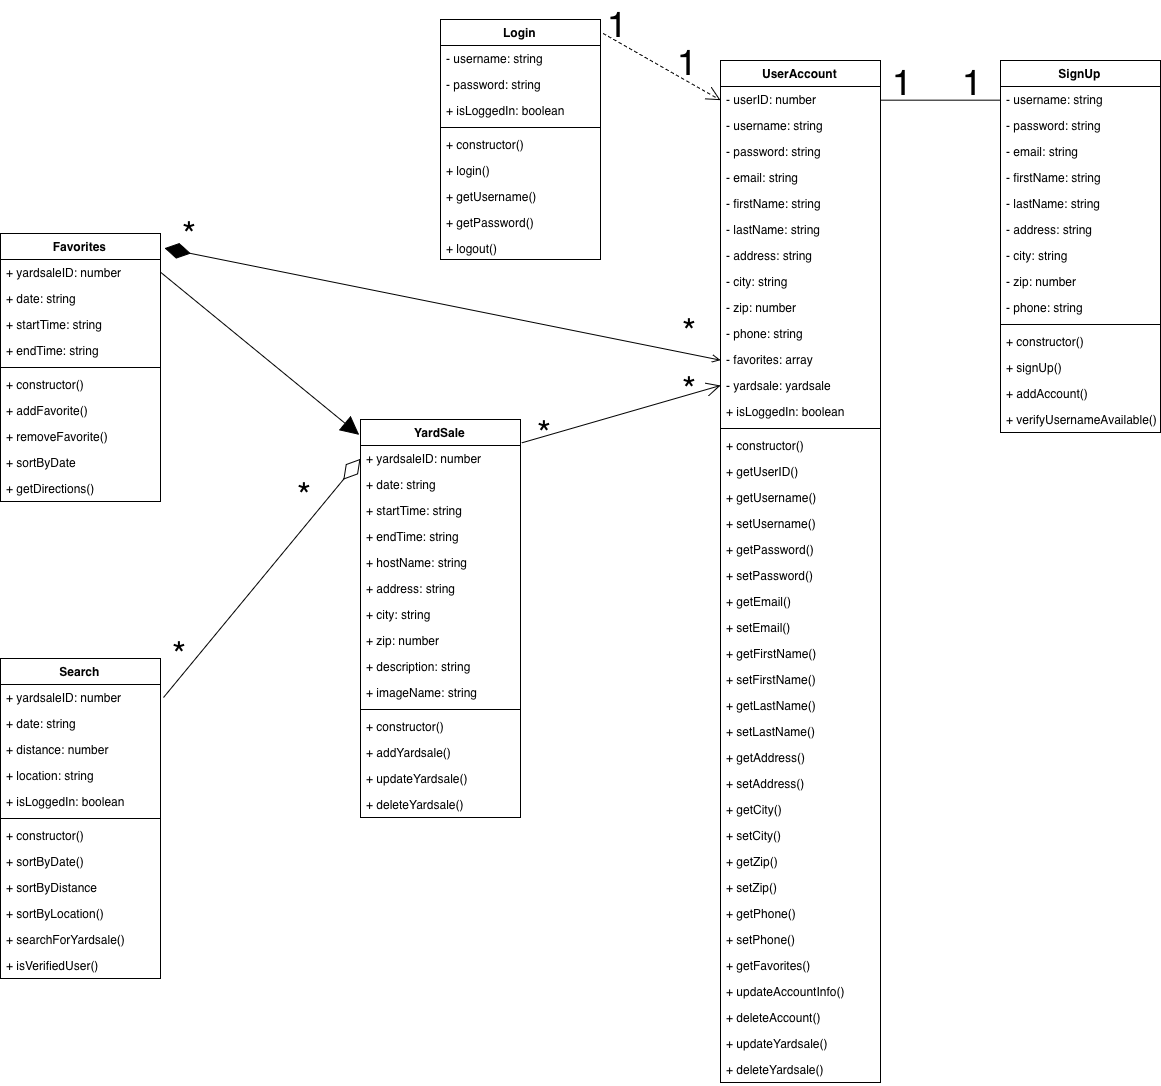 Login
- username: string
- password: string
+ isLoggedIn: boolean
+ constructor()
+ login()
+ getUsername()
+ getPassword()
+ logout()
1
1
UserAccount
- userID: number
- username: string
- password: string
- email: string
- firstName: string
- lastName: string
- address: string
- city: string
- zip: number
- phone: string
- favorites: array
- yardsale: yardsale
+ isLoggedIn: boolean
+ constructor()
+ getUserID()
+ getUsername()
+ setUsername()
+ getPassword()
+ setPassword()
+ getEmail()
+ setEmail()
+ getFirstName()
+ setFirstName()
+ getLastName()
+ setLastName()
+ getAddress()
+ setAddress()
+ getCity()
+ setCity()
+ getZip()
+ setZip()
+ getPhone()
+ setPhone()
+ getFavorites()
+ updateAccountInfo()
+ deleteAccount()
+ updateYardsale()
+ deleteYardsale()
1
1
SignUp
- username: string
- password: string
- email: string
- firstName: string
- lastName: string
- address: string
- city: string
- zip: number
- phone: string
+ constructor()
+ signUp()
+ addAccount()
+ verifyUsernameAvailable()
Favorites
+ yardsaleID: number
+ date: string
+ startTime: string
+ endTime: string
+ constructor()
+ addFavorite()
+ removeFavorite()
+ sortByDate
+ getDirections()
*
*
*
*
YardSale
+ yardsaleID: number
+ date: string
+ startTime: string
+ endTime: string
+ hostName: string
+ address: string
+ city: string
+ zip: number
+ description: string
+ imageName: string
+ constructor()
+ addYardsale()
+ updateYardsale()
+ deleteYardsale()
*
*
Search
+ yardsaleID: number
+ date: string
+ distance: number
+ location: string
+ isLoggedIn: boolean
+ constructor()
+ sortByDate()
+ sortByDistance
+ sortByLocation()
+ searchForYardsale()
+ isVerifiedUser()